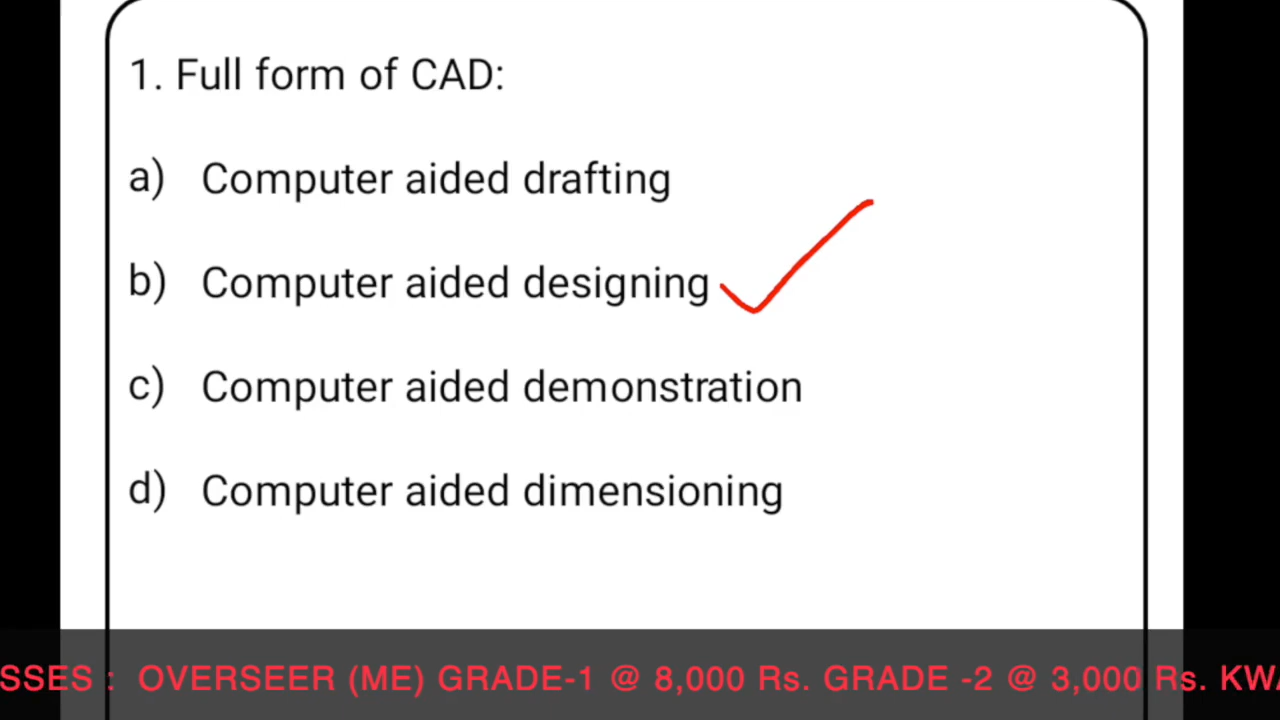 1. Full form of CAD:
a) Computer aided drafting
b) Computer aided designing
c) Computer aided demonstration
d) Computer aided dimensioning
SSES : OVERSEER (ME) GRADE-1 @ 8,000 Rs. GRADE -2 @ 3,000 Rs. KW